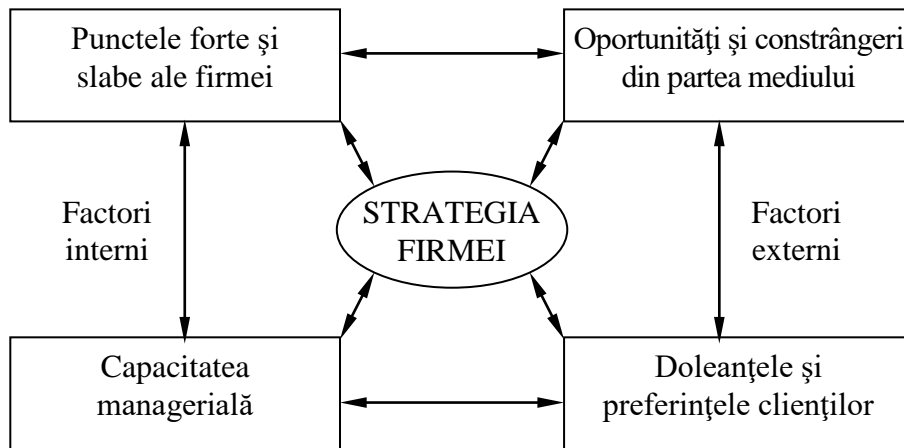 Punctele forte şi
slabe ale firmei
Oportunităţi şi constrângeri
din partea mediului
Factori
interni
STRATEGIA
FIRMEI
Factori
externi
Capacitatea
managerială
Doleanţele şi
preferinţele clienţilor